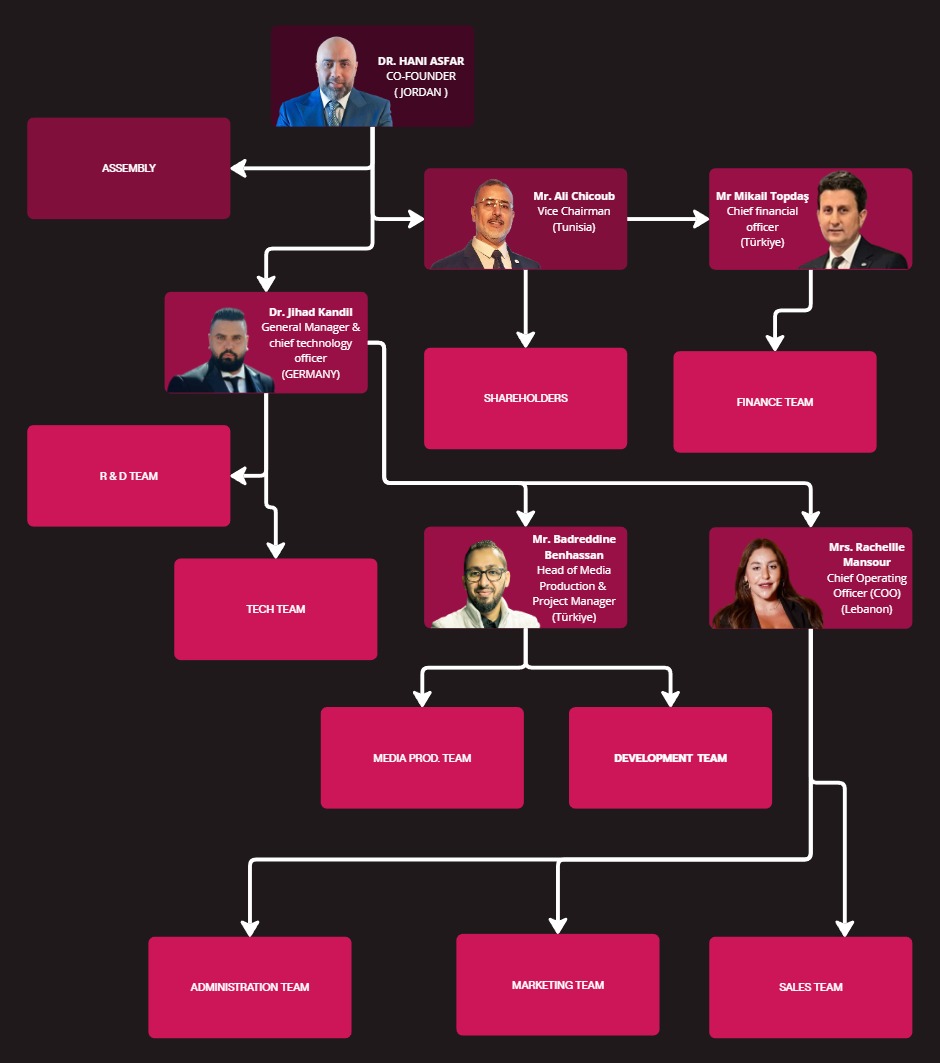 DR. HANI ASFAR
CO-FOUNDER
( JORDAN )
ASSEMBLY
Mr. Ali Chicoub
Vice Chairman
(Tunisia)
Mr Mikail Topdaş
Chief financial
officer
(Türkiye)
Dr. Jihad Kandil
General Manager &
chief technology
officer
(GERMANY)
SHAREHOLDERS
FINANCE TEAM
R & D TEAM
Mr. Badreddine
Benhassan
Head of Media
Production &
Project Manager
(Türkiye)
Mrs. Rachellie
Mansour
Chief Operating
Officer (COO)
(Lebanon)
TECH TEAM
MEDIA PROD. TEAM
DEVELOPMENT TEAM
ADMINISTRATION TEAM
MARKETING TEAM
SALES TEAM